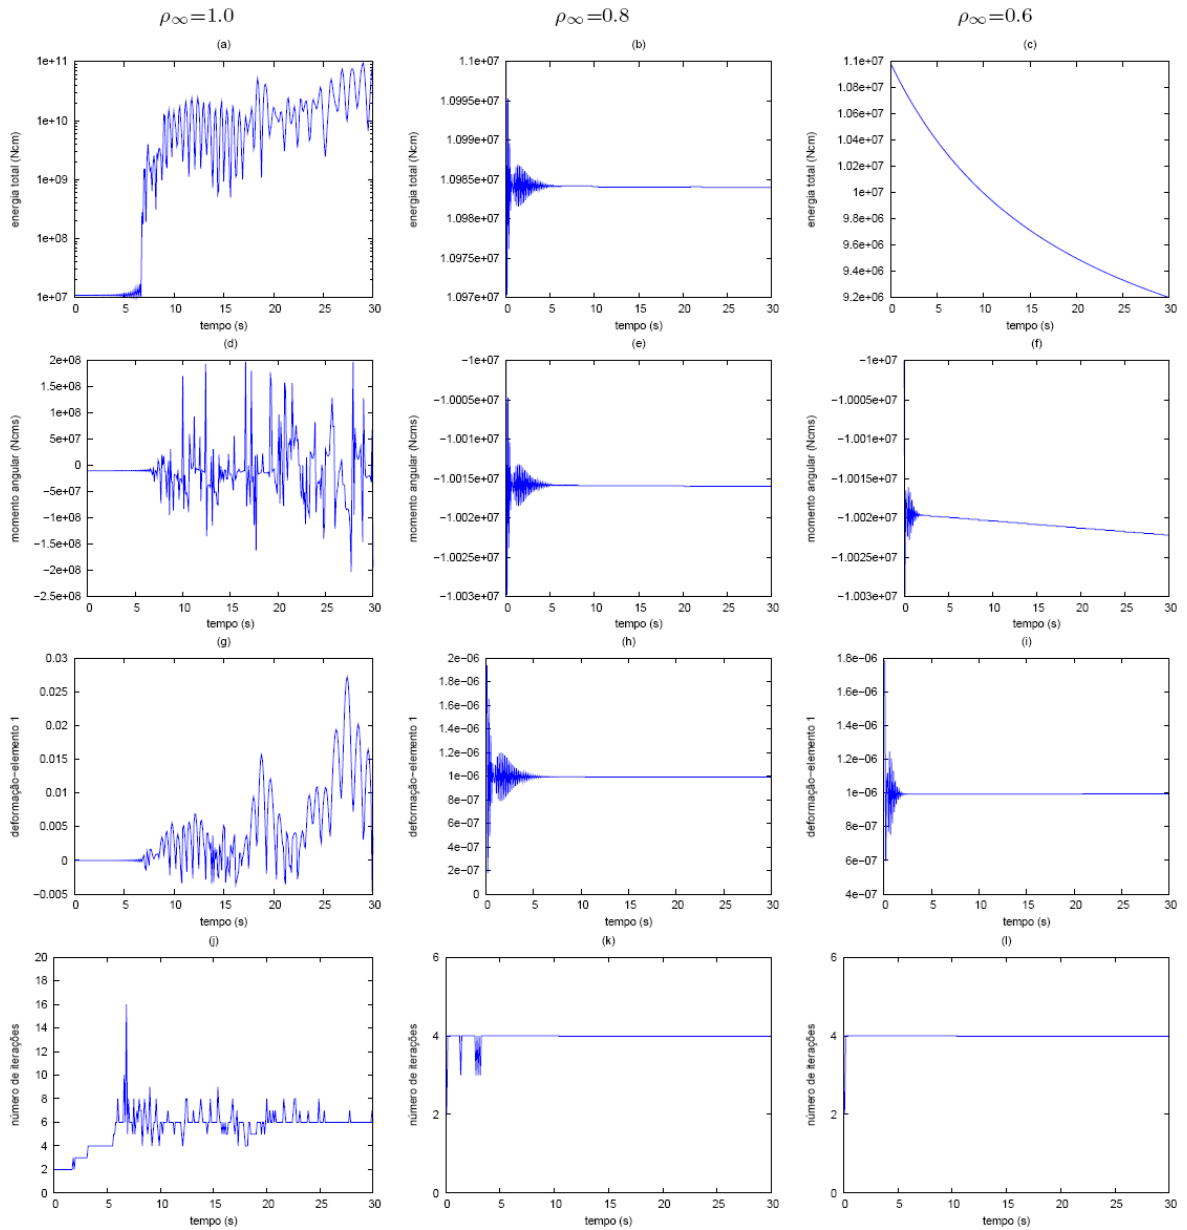 ρ∞=1.0 ρ∞=0.8 ρ∞=0.6
(a)
1e+11
1e+10
1e+09
1e+08
1e+07
energia total (Ncm)
0 5 10 15 20 25 30
tempo (s)
(b)
1.1e+07
1.0995e+07
1.099e+07
1.0985e+07
1.098e+07
1.0975e+07
1.097e+07
energia total (Ncm)
0 5 10 15 20 25 30
tempo (s)
(c)
1.1e+07
1.08e+07
1.06e+07
1.04e+07
1.02e+07
1e+07
9.8e+06
9.6e+06
9.4e+06
9.2e+06
energia total (Ncm)
0 5 10 15 20 25 30
tempo (s)
(d)
2e+08
1.5e+08
1e+08
5e+07
0
−5e+07
−1e+08
−1.5e+08
−2e+08
−2.5e+08
momento angular (Ncms)
0 5 10 15 20 25 30
tempo (s)
(e)
−1e+07
−1.0005e+07
−1.001e+07
−1.0015e+07
−1.002e+07
−1.0025e+07
−1.003e+07
momento angular (Ncms)
0 5 10 15 20 25 30
tempo (s)
(f)
−1e+07
−1.0005e+07
−1.001e+07
−1.0015e+07
−1.002e+07
−1.0025e+07
−1.003e+07
momento angular (Ncms)
0 5 10 15 20 25 30
tempo (s)
(g)
0.03
0.025
0.02
0.015
0.01
0.005
0
−0.005
deformação−elemento 1
0 5 10 15 20 25 30
tempo (s)
(h)
2e−06
1.8e−06
1.6e−06
1.4e−06
1.2e−06
1e−06
8e−07
6e−07
4e−07
2e−07
0
deformação−elemento 1
0 5 10 15 20 25 30
tempo (s)
(i)
1.8e−06
1.6e−06
1.4e−06
1.2e−06
1e−06
8e−07
6e−07
4e−07
deformação−elemento 1
0 5 10 15 20 25 30
tempo (s)
(j)
20
18
16
14
12
10
8
6
4
2
0
número de iterações
0 5 10 15 20 25 30
tempo (s)
(k)
6
4
2
0
número de iterações
0 5 10 15 20 25 30
tempo (s)
(l)
6
4
2
0
número de iterações
0 5 10 15 20 25 30
tempo (s)